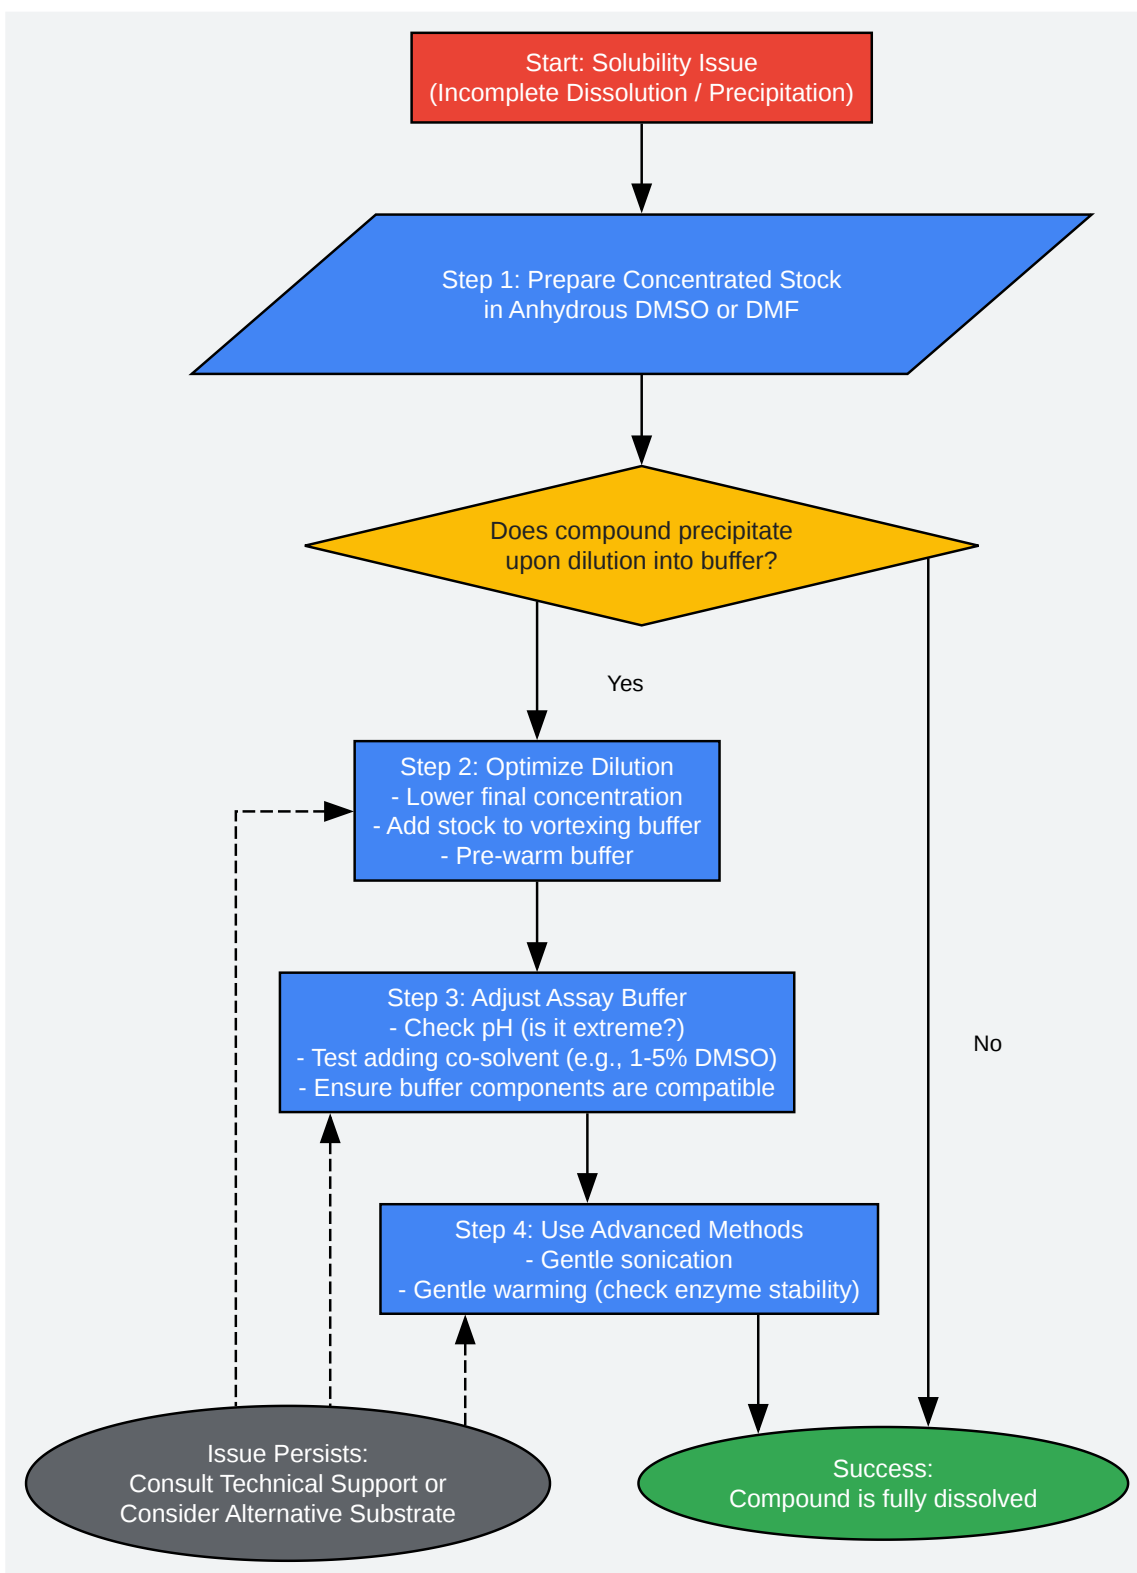 Start: Solubility Issue
(Incomplete Dissolution / Precipitation)
Step 1: Prepare Concentrated Stock
in Anhydrous DMSO or DMF
Does compound precipitate
upon dilution into buffer?
Yes
Step 2: Optimize Dilution
- Lower final concentration
- Add stock to vortexing buffer
- Pre-warm buffer
Step 3: Adjust Assay Buffer
- Check pH (is it extreme?)
- Test adding co-solvent (e.g., 1-5% DMSO)
- Ensure buffer components are compatible
No
Step 4: Use Advanced Methods
- Gentle sonication
- Gentle warming (check enzyme stability)
Issue Persists:
Consult Technical Support or
Consider Alternative Substrate
Success:
Compound is fully dissolved